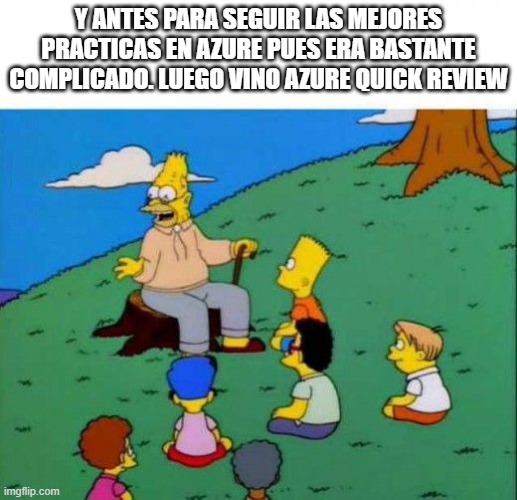 Y ANTES PARA SEGUIR LAS MEJORES
PRACTICAS EN AZURE PUES ERA BASTANTE
COMPLICADO. LUEGO VINO AZURE QUICK REVIEW
imgflip.com